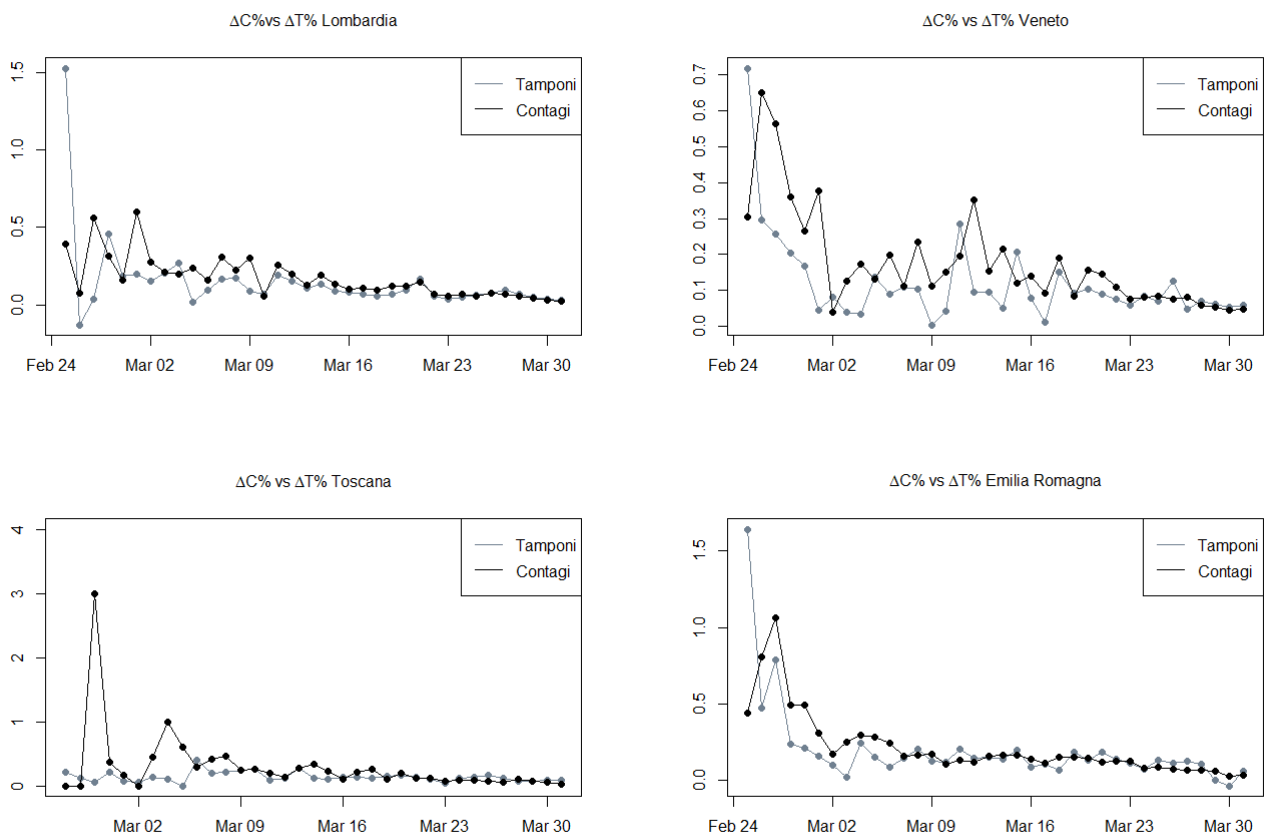 ΔC%vs ΔT% Lombardia
1.5
1.0
0.5
0.0
Tamponi
Contagi
Feb 24 Mar 02 Mar 09 Mar 16 Mar 23 Mar 30
ΔC% vs ΔT% Veneto
0.7
0.6
0.5
0.4
0.3
0.2
0.1
0.0
Tamponi
Contagi
Feb 24 Mar 02 Mar 09 Mar 16 Mar 23 Mar 30
ΔC% vs ΔT% Toscana
4
3
2
1
0
Tamponi
Contagi
Mar 02 Mar 09 Mar 16 Mar 23 Mar 30
ΔC% vs ΔT% Emilia Romagna
1.5
1.0
0.5
0.0
Tamponi
Contagi
Feb 24 Mar 02 Mar 09 Mar 16 Mar 23 Mar 30